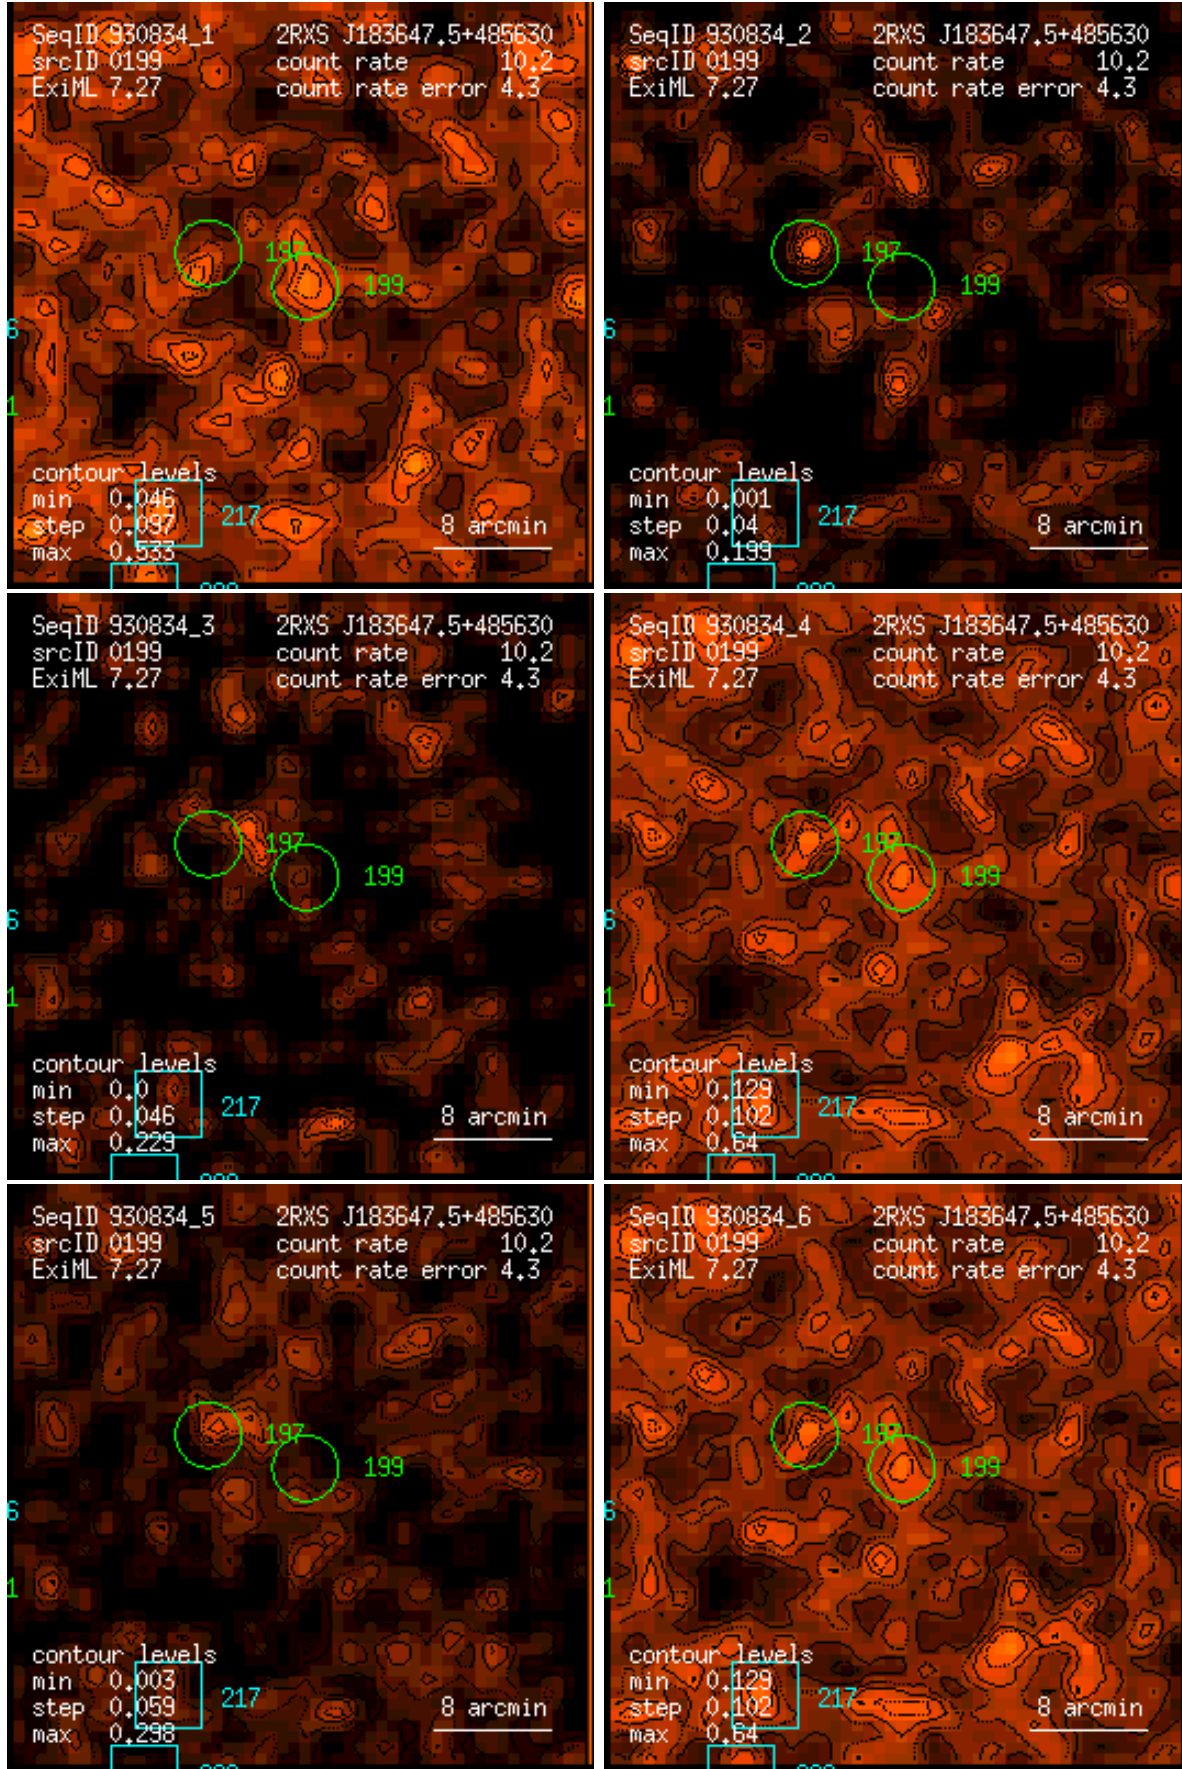 SeqID 930834_1 2RXS J183647.5+485630
srcID 0199 count rate 10.2
ExiML 7.27 count rate error 4.3
197
199
6
1
contour levels
min 0.046
step 0.097 217 8 arcmin
max 0.533
SeqID 930834_2 2RXS J183647.5+485630
srcID 0199 count rate 10.2
ExiML 7.27 count rate error 4.3
197
199
6
1
contour levels
min 0.001
step 0.04 217 8 arcmin
max 0.199
SeqID 930834_3 2RXS J183647.5+485630
srcID 0199 count rate 10.2
ExiML 7.27 count rate error 4.3
197
199
6
1
contour levels
min 0.0
step 0.046 217 8 arcmin
max 0.229
SeqID 930834_4 2RXS J183647.5+485630
srcID 0199 count rate 10.2
ExiML 7.27 count rate error 4.3
197
199
6
1
contour levels
min 0.129
step 0.102 217 8 arcmin
max 0.64
SeqID 930834_5 2RXS J183647.5+485630
srcID 0199 count rate 10.2
ExiML 7.27 count rate error 4.3
197
199
6
1
contour levels
min 0.003
step 0.059 217 8 arcmin
max 0.298
SeqID 930834_6 2RXS J183647.5+485630
srcID 0199 count rate 10.2
ExiML 7.27 count rate error 4.3
197
199
6
1
contour levels
min 0.129
step 0.102 217 8 arcmin
max 0.64